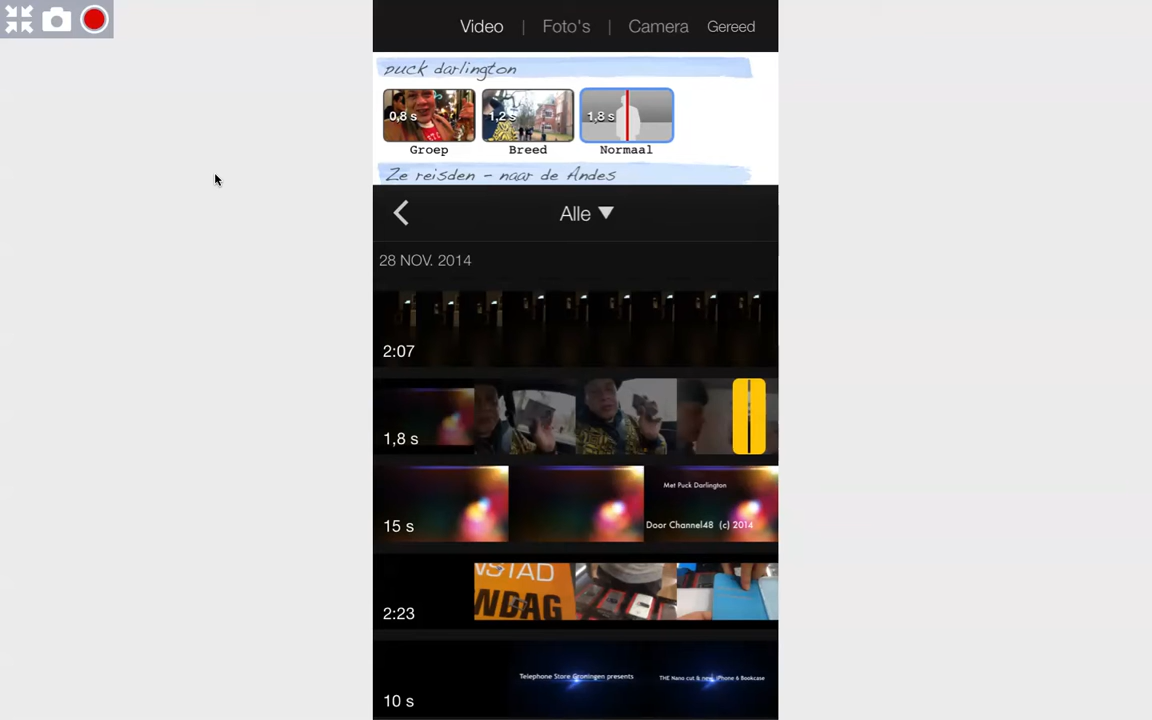 Video | Foto's | Camera Gereed
Puck darlington
0,8 s 1,2 s 1,8 s
Groep Breed Normaal
Ze reisden - naar de Andes
Alle ▼
28 NOV. 2014
2:07
1,8 s
Met Puck Darlington
15 s
Door Channel48 (c) 2014
NSTAD
WDAG
2:23
Telephone Store Groningen presents
THE Nano cut & new iPhone 6 Bookcase
10 s